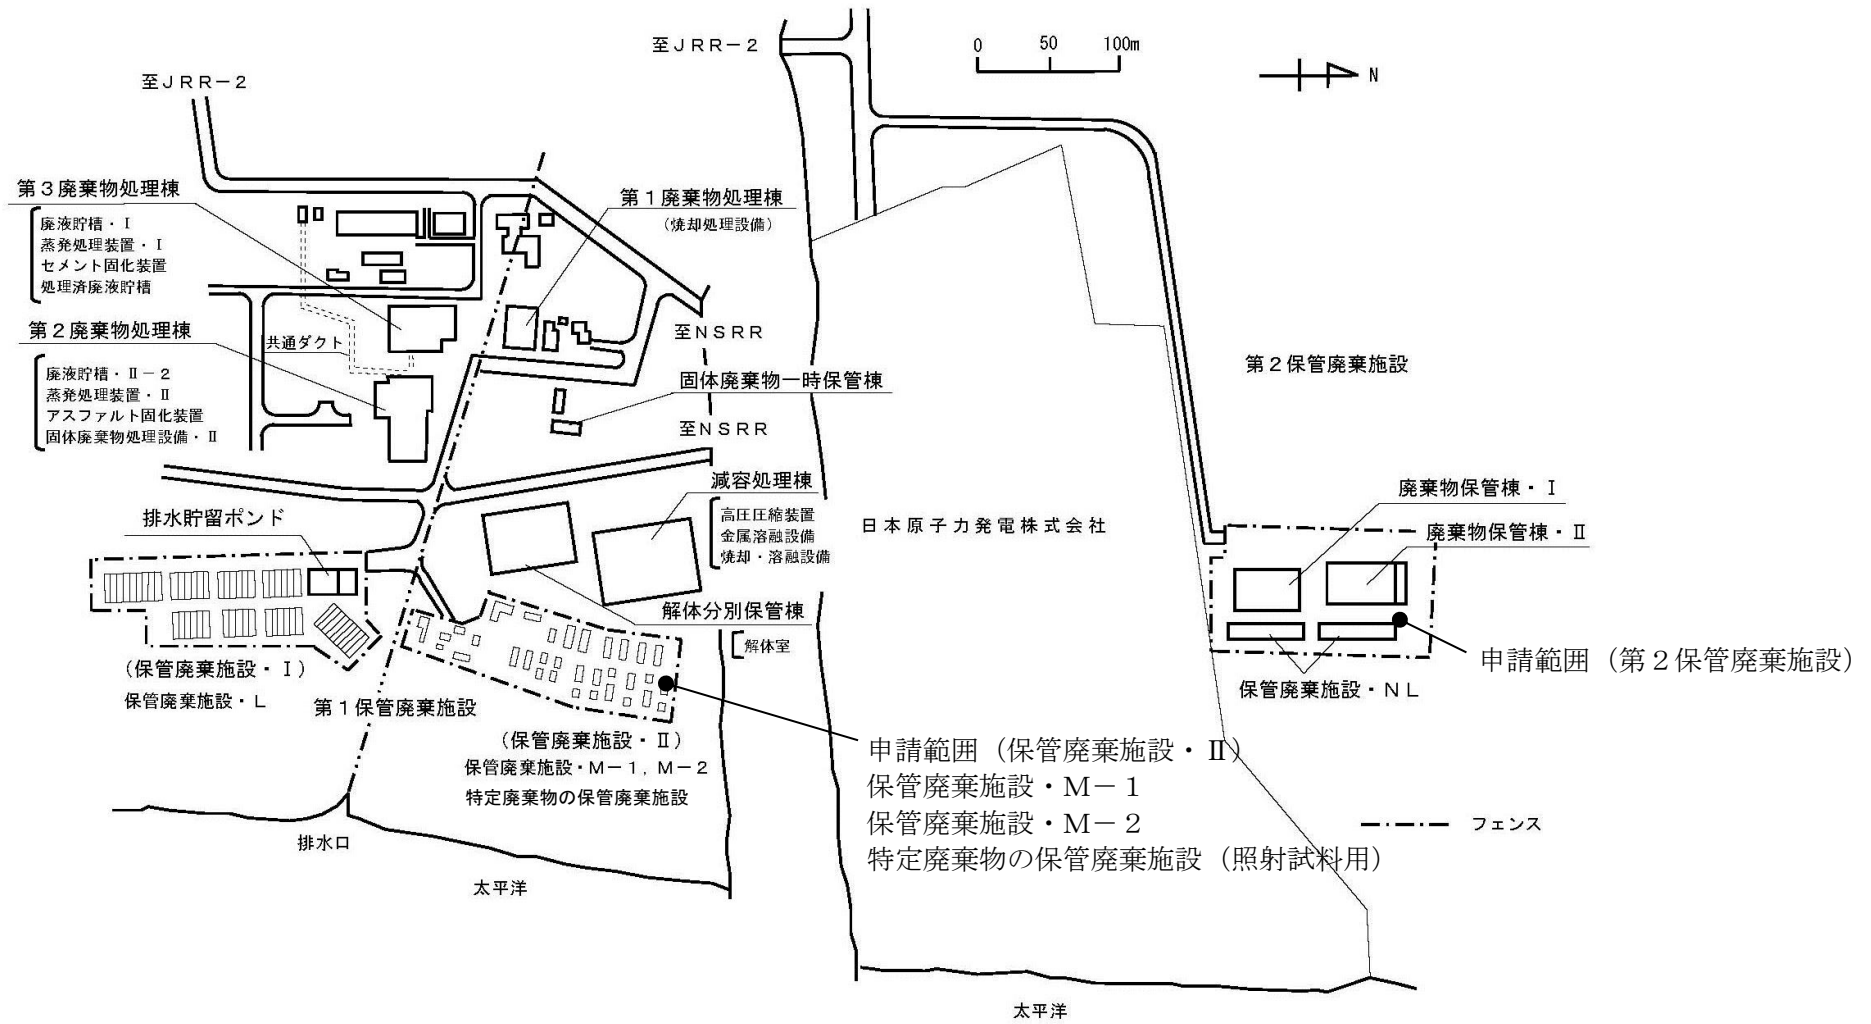 至JRR−2
0 50 100m
N
至JRR−2
第3廃棄物処理棟
廃液貯槽・Ⅰ
蒸発処理装置・Ⅰ
セメント固化装置
処理済廃液貯槽
第1廃棄物処理棟
(焼却処理設備)
第2廃棄物処理棟
共通ダクト
廃液貯槽・Ⅱ−2
蒸発処理装置・Ⅱ
アスファルト固化装置
固体廃棄物処理設備・Ⅱ
至NSRR
固体廃棄物一時保管棟
至NSRR
減容処理棟
高圧圧縮装置
金属溶融設備
焼却・溶融設備
排水貯留ポンド
解体分別保管棟
解体室
(保管廃棄施設・Ⅰ)
保管廃棄施設・L
第1保管廃棄施設
(保管廃棄施設・Ⅱ)
保管廃棄施設・M−1，M−2
特定廃棄物の保管廃棄施設
排水口
太平洋
日本原子力発電株式会社
第2保管廃棄施設
廃棄物保管棟・Ⅰ
廃棄物保管棟・Ⅱ
保管廃棄施設・NL
申請範囲（第2保管廃棄施設）
申請範囲（保管廃棄施設・Ⅱ）
保管廃棄施設・M−1
保管廃棄施設・M−2
特定廃棄物の保管廃棄施設（照射試料用）
フェンス
太平洋